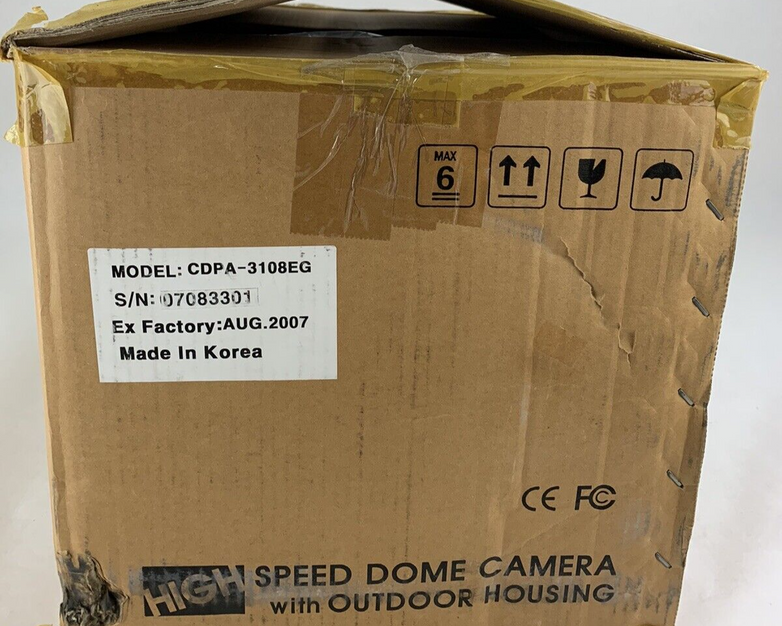 MAX
6
MODEL: CDPA-3108EG
S/N: 07083301
Ex Factory:AUG.2007
Made In Korea
CE FC
HIGH SPEED DOME CAMERA
with OUTDOOR HOUSING